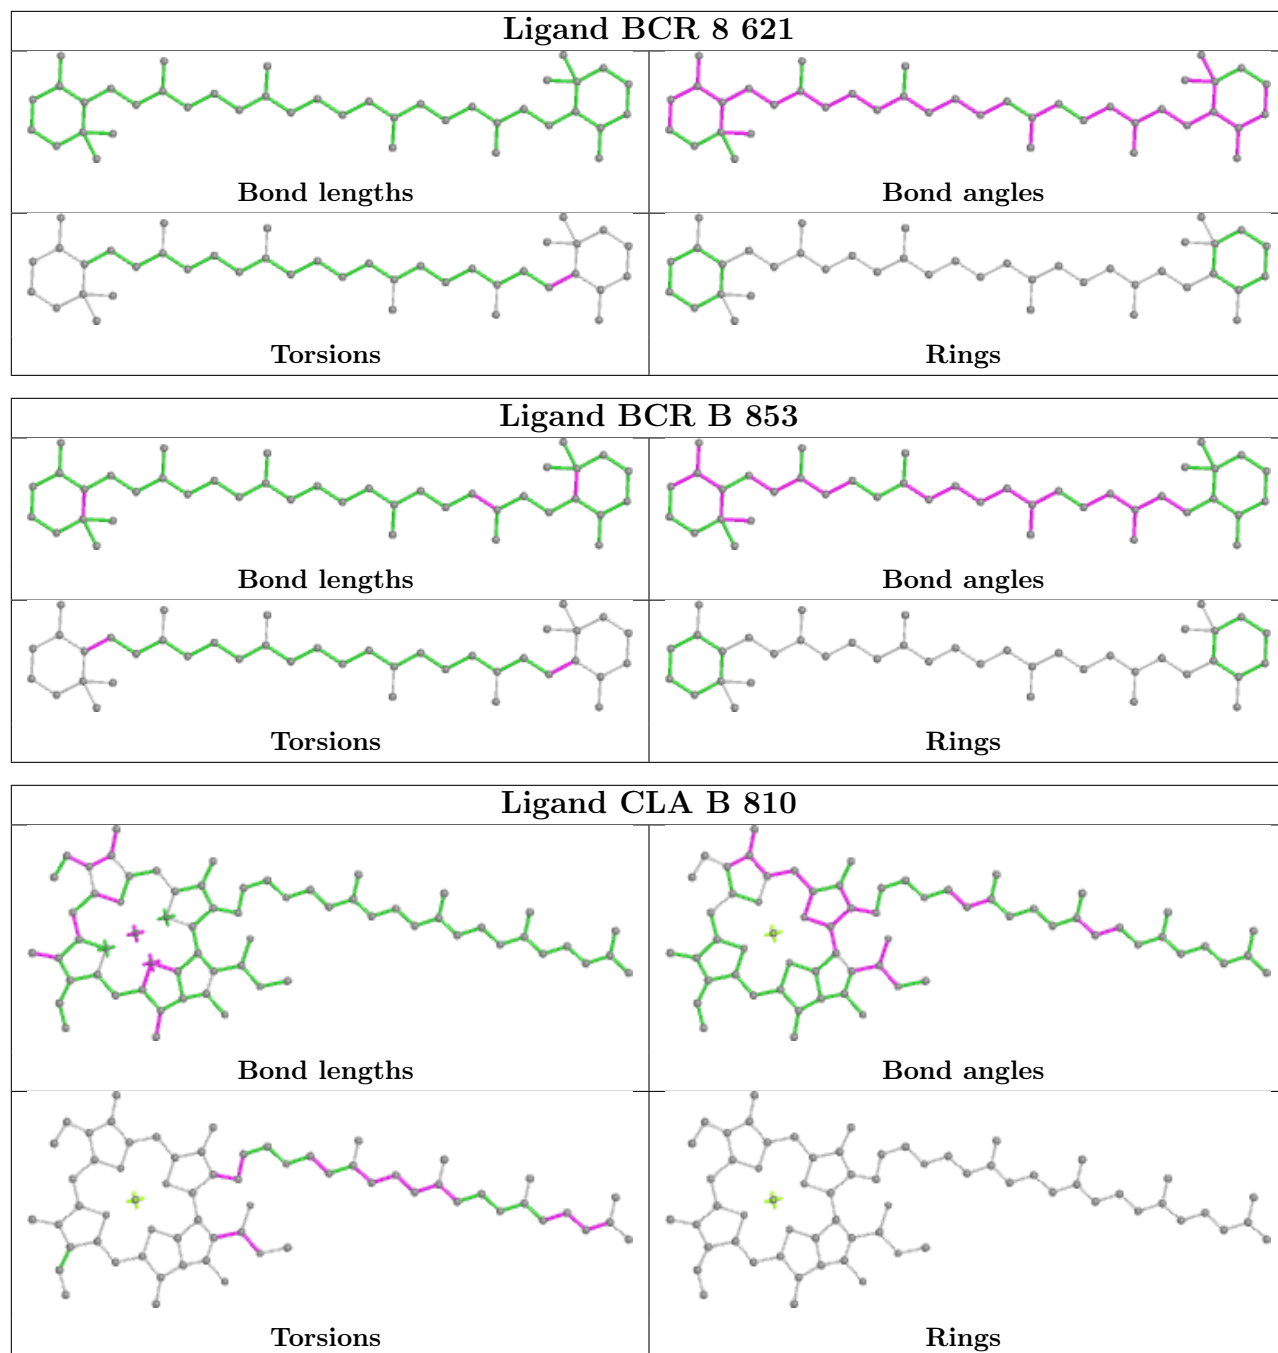 Ligand BCR 8 621
Bond lengths
Bond angles
Torsions
Rings
Ligand BCR B 853
Bond lengths
Bond angles
Torsions
Rings
Ligand CLA B 810
Bond lengths
Bond angles
Torsions
Rings